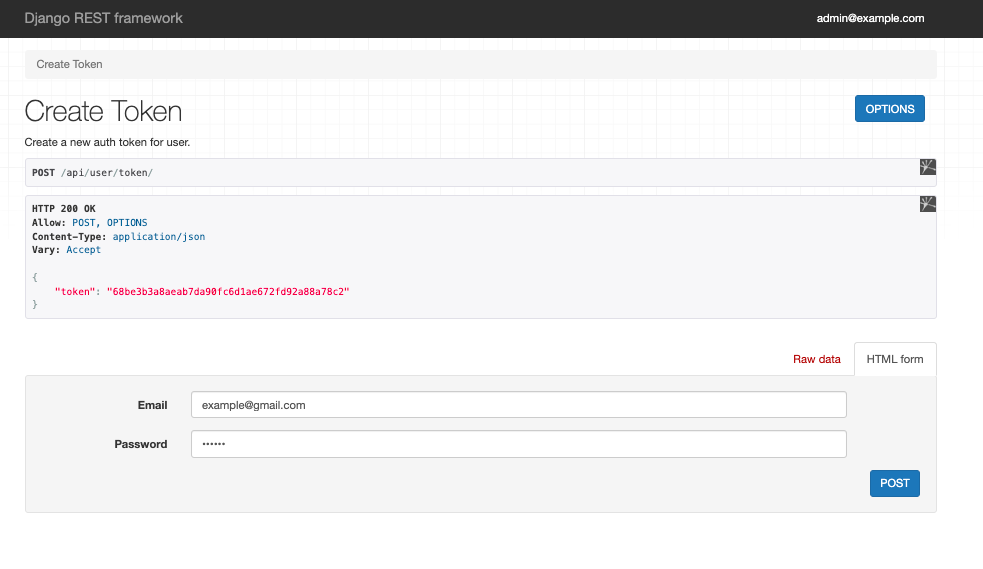 Django REST framework
admin@example.com
Create Token
Create Token
OPTIONS
Create a new auth token for user.
POST /api/user/token/
HTTP 200 OK
Allow: POST, OPTIONS
Content-Type: application/json
Vary: Accept
{
"token": "68be3b3a8aeab7da90fc6d1ae672fd92a88a78c2"
}
Raw data
HTML form
Email
example@gmail.com
Password
••••••
POST